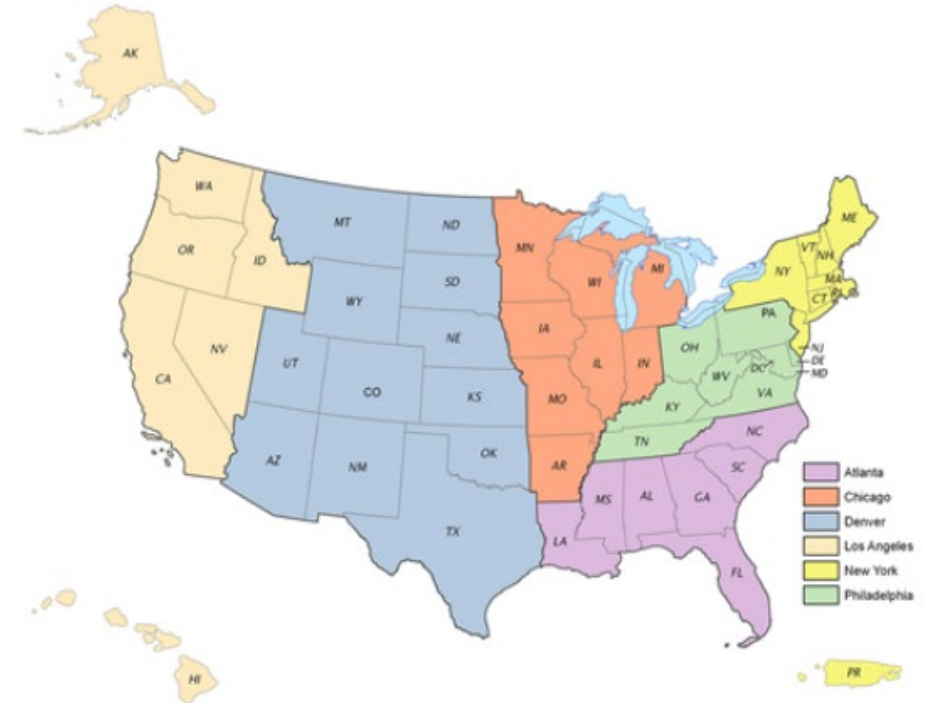 AK
WA
MT
ND
MN
ME
VT
NH
OR
ID
SD
WI
MI
NY
MA
RI
CT
WY
IA
PA
NV
UT
NE
IL
IN
OH
NJ
DE
MD
CA
CO
KS
MO
WV
DC
VA
KY
AZ
NM
OK
AR
TN
NC
SC
TX
LA
MS
AL
GA
FL
HI
PR
Atlanta
Chicago
Denver
Los Angeles
New York
Philadelphia